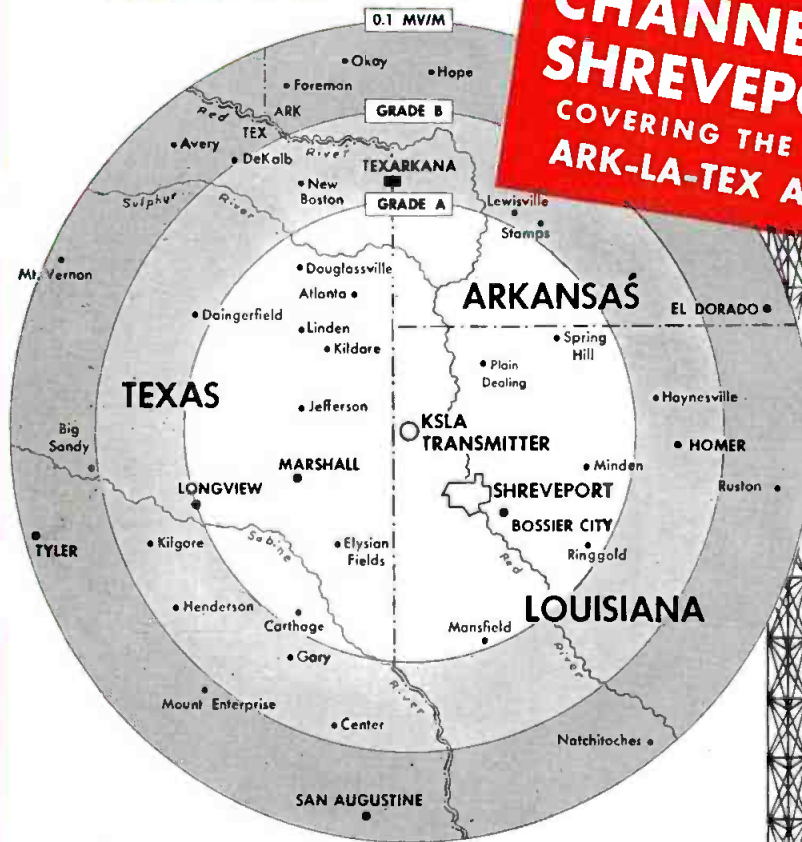 CHANNE
SHREVEPO
COVERING THE
ARK-LA-TEX A
0.1 MV/M
Okay
Hope
Foreman
GRADE B
Red
River
ARK
TEX
Avery
DeKalb
TEXARKANA
New
Boston
GRADE A
Sulphur
River
Lewisville
Stamps
Mt. Vernon
Douglassville
Atlanta
ARKANSAS
EL DORADO
Daingerfield
Linden
Kildare
Spring
Hill
Plain
Dealing
TEXAS
Jefferson
Haynesville
KSLA
TRANSMITTER
Big
Sandy
HOMER
MARSHALL
Minden
LONGVIEW
SHREVEPORT
Ruston
BOSSIER CITY
TYLER
Kilgore
Sabine
Elysian
Fields
Red
Ringgold
Henderson
LOUISIANA
Carthage
Mansfield
River
Gary
River
Mount Enterprise
Center
Natchitoches
SAN AUGUSTINE